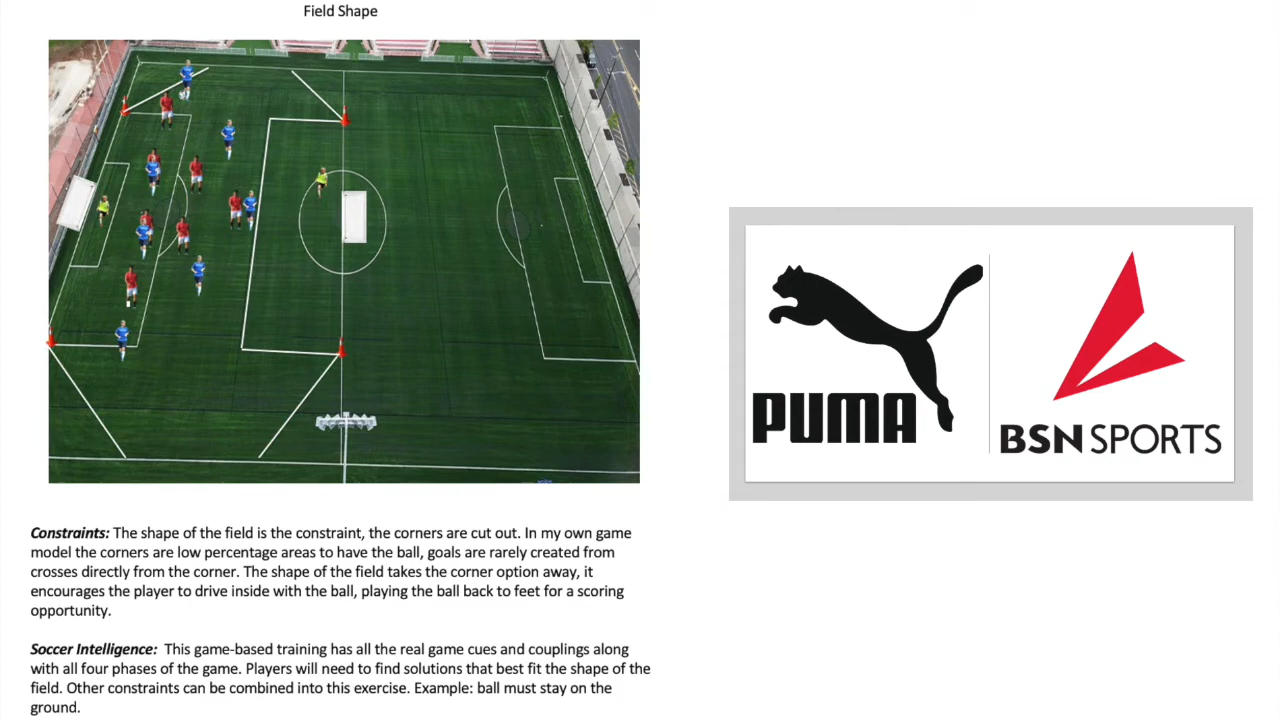 Field Shape
PUMA
BSN SPORTS
Constraints: The shape of the field is the constraint, the corners are cut out. In my own game
model the corners are low percentage areas to have the ball, goals are rarely created from
crosses directly from the corner. The shape of the field takes the corner option away, it
encourages the player to drive inside with the ball, playing the ball back to feet for a scoring
opportunity.
Soccer Intelligence: This game-based training has all the real game cues and couplings along
with all four phases of the game. Players will need to find solutions that best fit the shape of the
field. Other constraints can be combined into this exercise. Example: ball must stay on the
ground.